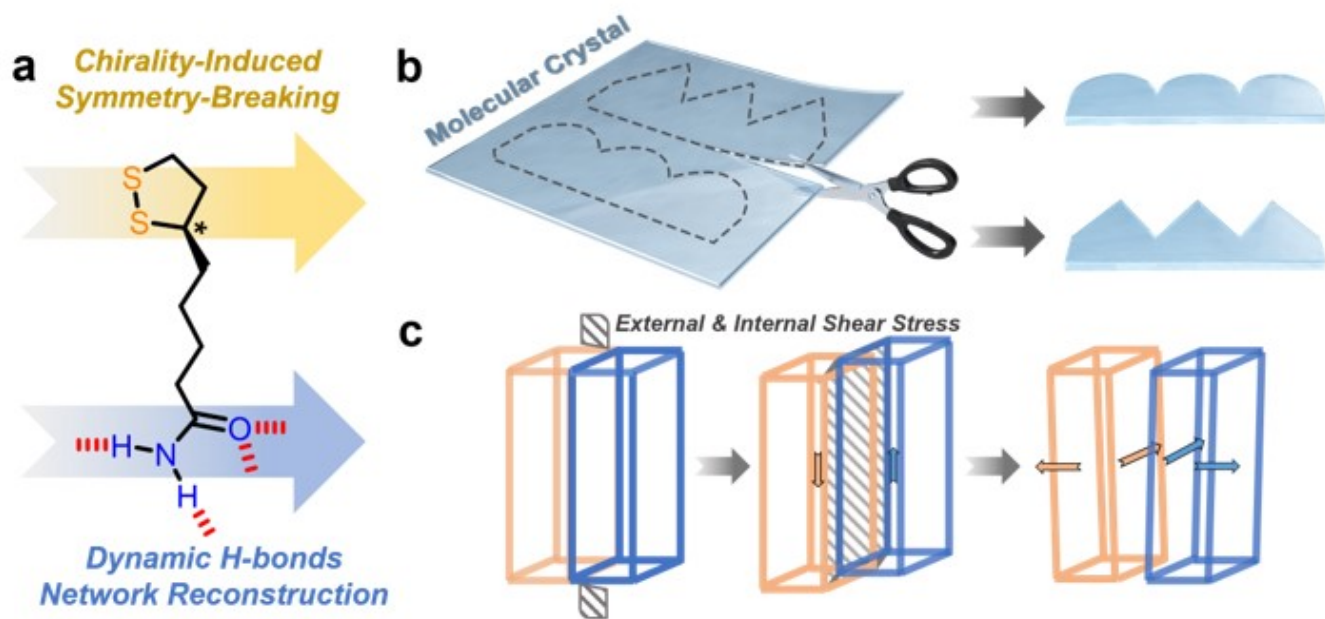 a
Chirality-Induced
Symmetry-Breaking
S
S
*
O
H
N
H
Dynamic H-bonds
Network Reconstruction
b
Molecular Crystal
c
External & Internal Shear Stress